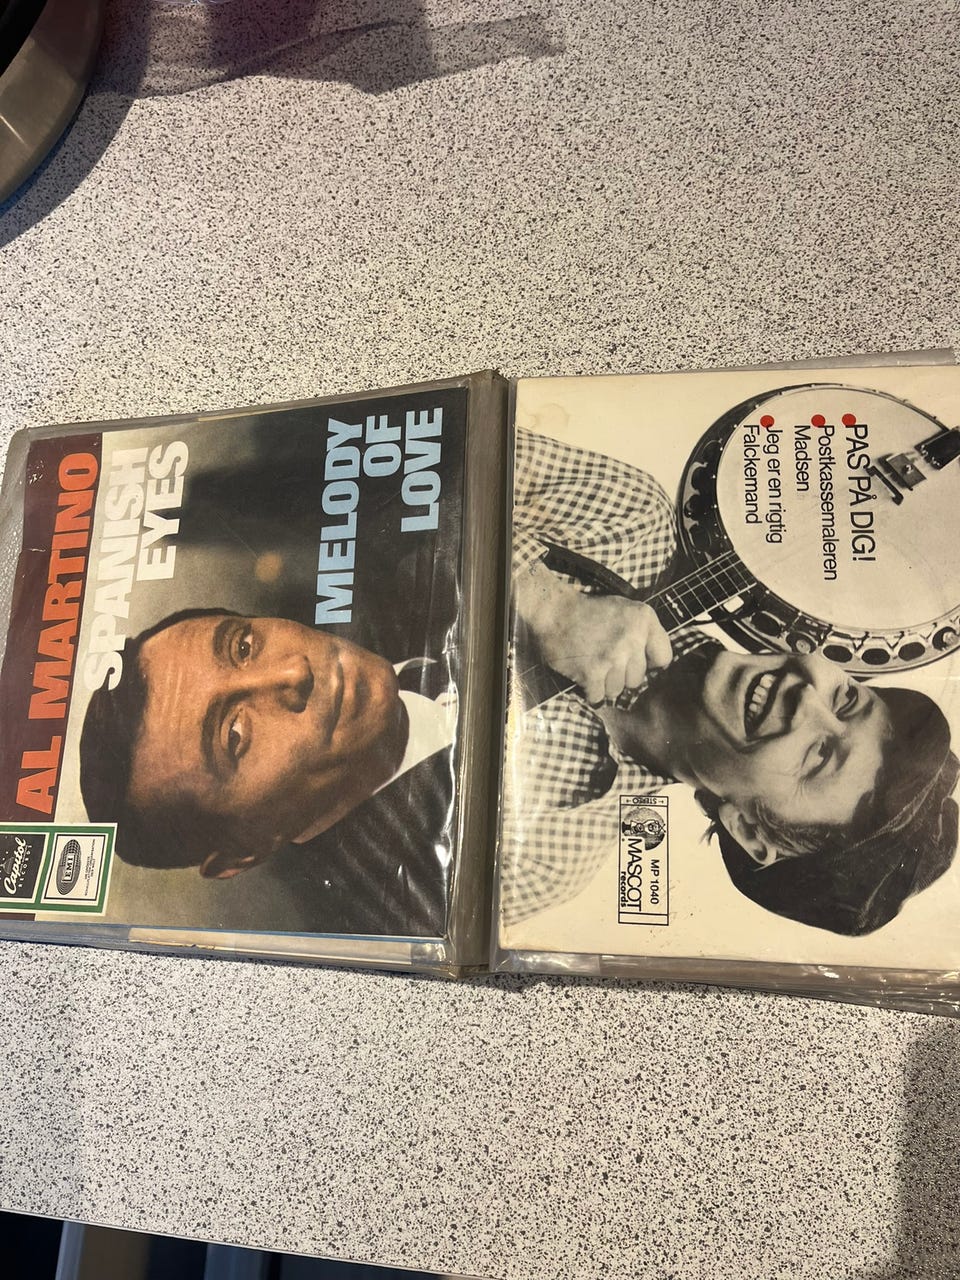 AL MARTINO
SPANISH
EYES
MELODY
OF
LOVE
Capitol
RECORDS
EMI
PAS PÅ DIG!
Postkassemaleren
Madsen
Jeg er en rigtig
Falckemand
STEREO
MP 1040
MASCOT
records